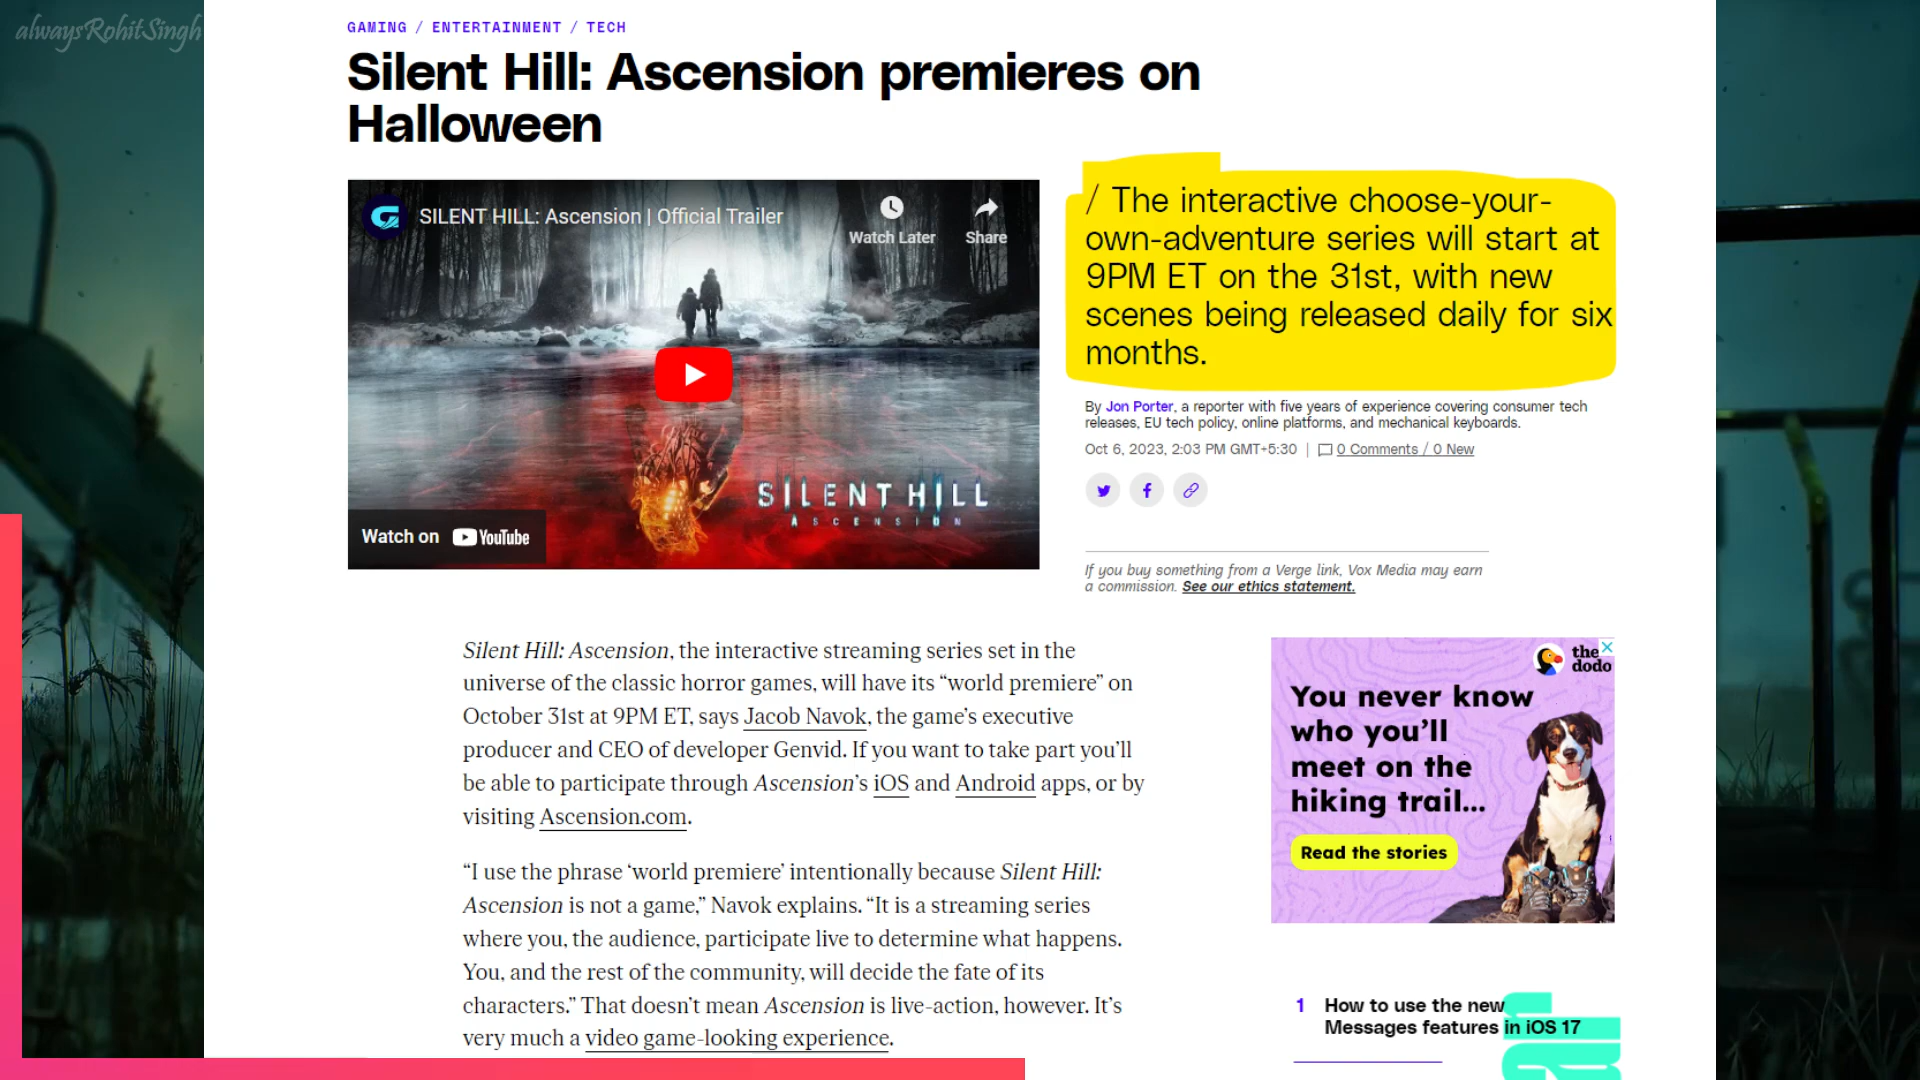 alwaysRohitSingh
GAMING / ENTERTAINMENT / TECH
Silent Hill: Ascension premieres on
Halloween
SILENT HILL: Ascension | Official Trailer
Watch Later
Share
SILENT HILL
ASCENSION
Watch on YouTube
/ The interactive choose-your-
own-adventure series will start at
9PM ET on the 31st, with new
scenes being released daily for six
months.
By Jon Porter, a reporter with five years of experience covering consumer tech
releases, EU tech policy, online platforms, and mechanical keyboards.
Oct 6, 2023, 2:03 PM GMT+5:30 | 0 Comments / 0 New
If you buy something from a Verge link, Vox Media may earn
a commission. See our ethics statement.
Silent Hill: Ascension, the interactive streaming series set in the
universe of the classic horror games, will have its “world premiere” on
October 31st at 9PM ET, says Jacob Navok, the game’s executive
producer and CEO of developer Genvid. If you want to take part you’ll
be able to participate through Ascension’s iOS and Android apps, or by
visiting Ascension.com.
“I use the phrase ‘world premiere’ intentionally because Silent Hill:
Ascension is not a game,” Navok explains. “It is a streaming series
where you, the audience, participate live to determine what happens.
You, and the rest of the community, will decide the fate of its
characters.” That doesn’t mean Ascension is live-action, however. It’s
very much a video game-looking experience.
the
dodo
You never know
who you’ll
meet on the
hiking trail...
Read the stories
1 How to use the new
Messages features in iOS 17